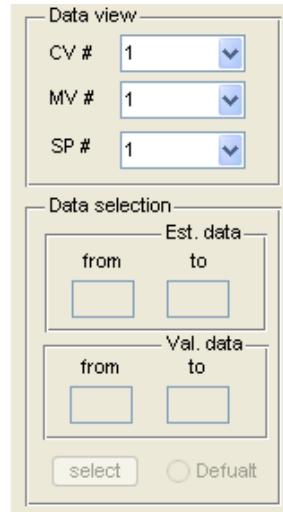 Data view
CV # 1
MV # 1
SP # 1
Data selection
Est. data
from to
Val. data
from to
select Defualt